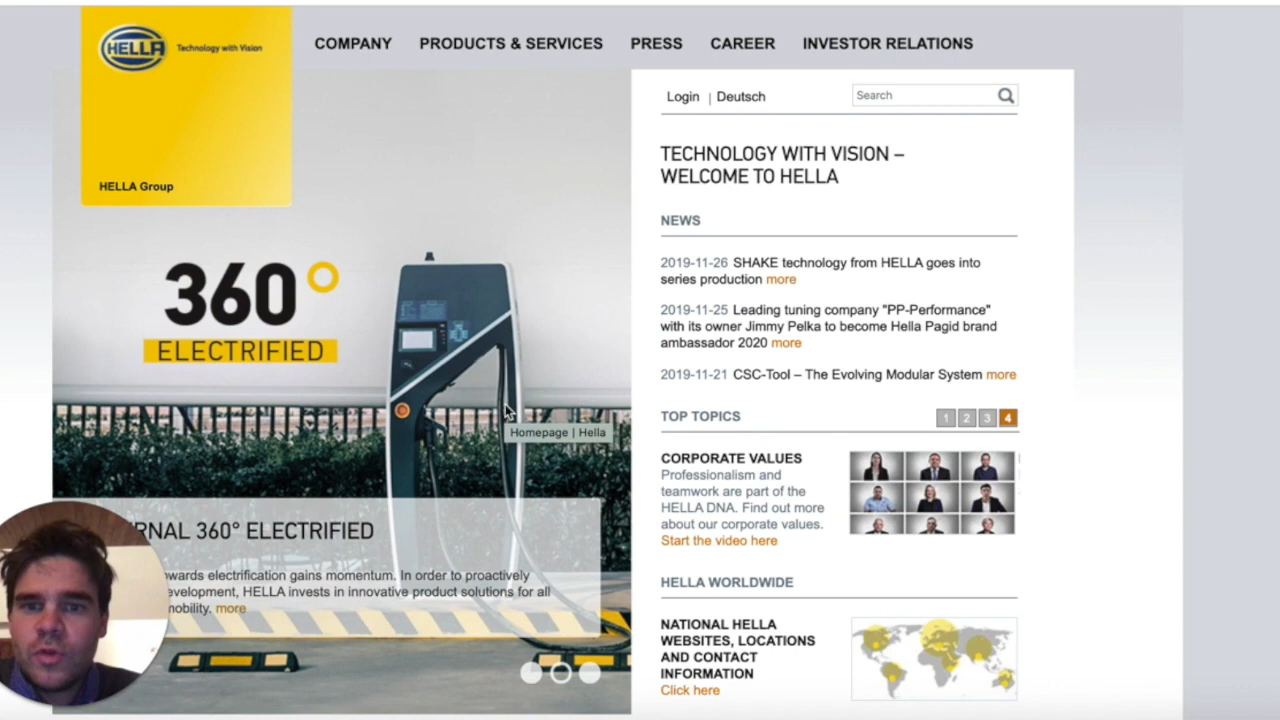 HELLA
Technology with Vision
HELLA Group
COMPANY
PRODUCTS & SERVICES
PRESS
CAREER
INVESTOR RELATIONS
Login | Deutsch
Search
TECHNOLOGY WITH VISION –
WELCOME TO HELLA
NEWS
2019-11-26 SHAKE technology from HELLA goes into
series production more
2019-11-25 Leading tuning company "PP-Performance"
with its owner Jimmy Pelka to become Hella Pagid brand
ambassador 2020 more
2019-11-21 CSC-Tool – The Evolving Modular System more
TOP TOPICS
1 2 3 4
CORPORATE VALUES
Professionalism and
teamwork are part of the
HELLA DNA. Find out more
about our corporate values.
Start the video here
HELLA WORLDWIDE
NATIONAL HELLA
WEBSITES, LOCATIONS
AND CONTACT
INFORMATION
Click here
360°
ELECTRIFIED
Homepage | Hella
360° ELECTRIFIED
electrification gains momentum. In order to proactively
HELLA invests in innovative product solutions for all
more